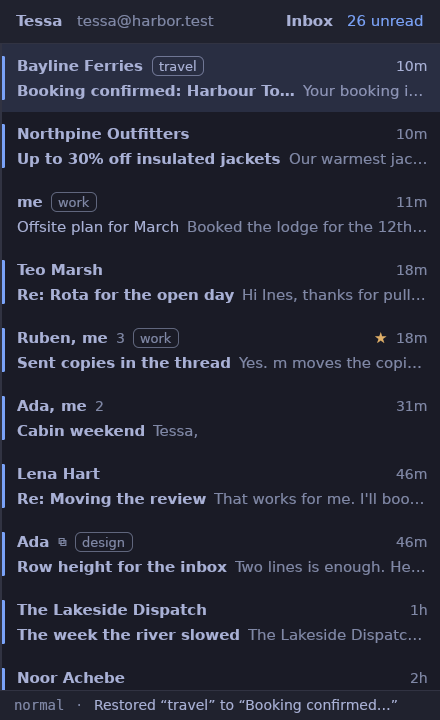 Tessa tessa@harbor.test Inbox 26 unread
Bayline Ferries travel 10m
Booking confirmed: Harbour To… Your booking i…
Northpine Outfitters 10m
Up to 30% off insulated jackets Our warmest jac…
me work 11m
Offsite plan for March Booked the lodge for the 12th…
Teo Marsh 18m
Re: Rota for the open day Hi Ines, thanks for pull…
Ruben, me 3 work ★ 18m
Sent copies in the thread Yes. m moves the copi…
Ada, me 2 31m
Cabin weekend Tessa,
Lena Hart 46m
Re: Moving the review That works for me. I'll boo…
Ada design 46m
Row height for the inbox Two lines is enough. He…
The Lakeside Dispatch 1h
The week the river slowed The Lakeside Dispatc…
Noor Achebe 2h
normal · Restored “travel” to “Booking confirmed…”